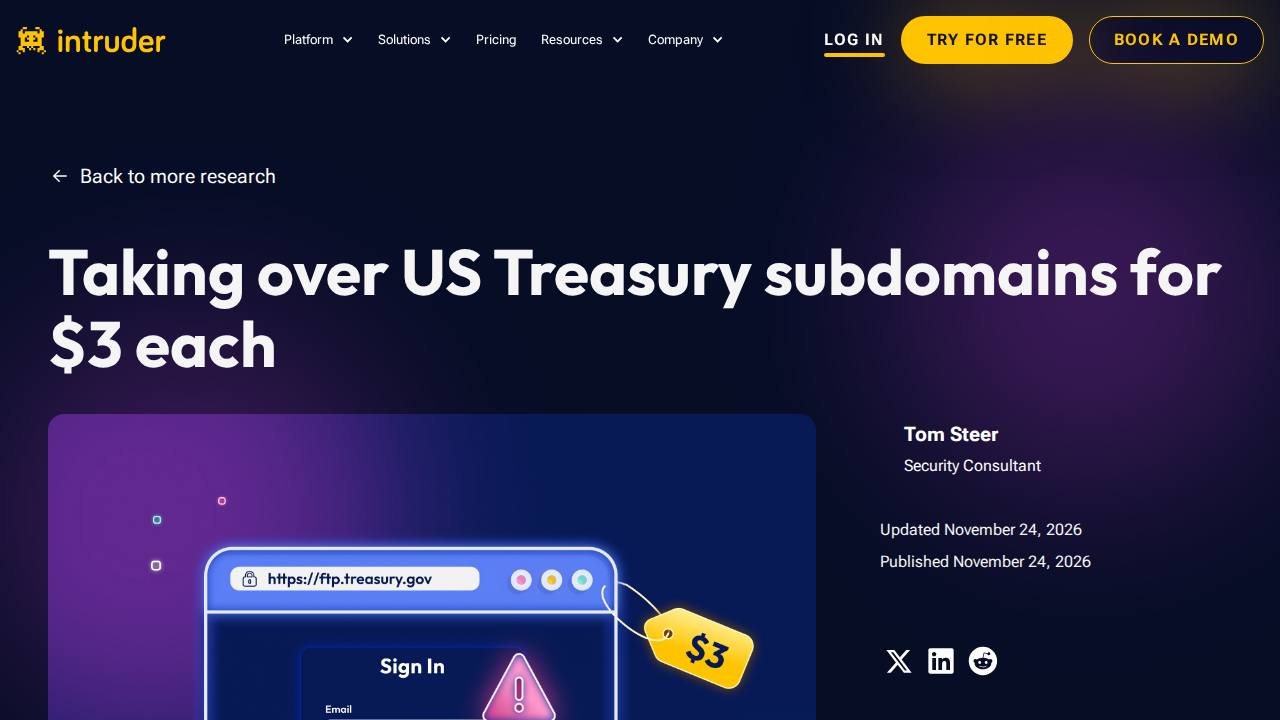 intruder
Platform
Solutions
Pricing
Resources
Company
LOG IN
TRY FOR FREE
BOOK A DEMO
Back to more research
Taking over US Treasury subdomains for
$3 each
Tom Steer
Security Consultant
Updated November 24, 2026
Published November 24, 2026
https://ftp.treasury.gov
$3
Sign In
Email